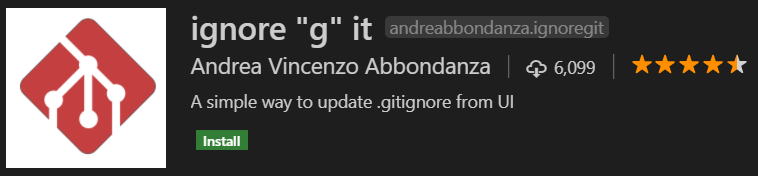 ignore "g" it andreabbondanza.ignoregit
Andrea Vincenzo Abbondanza 6,099
A simple way to update .gitignore from UI
Install